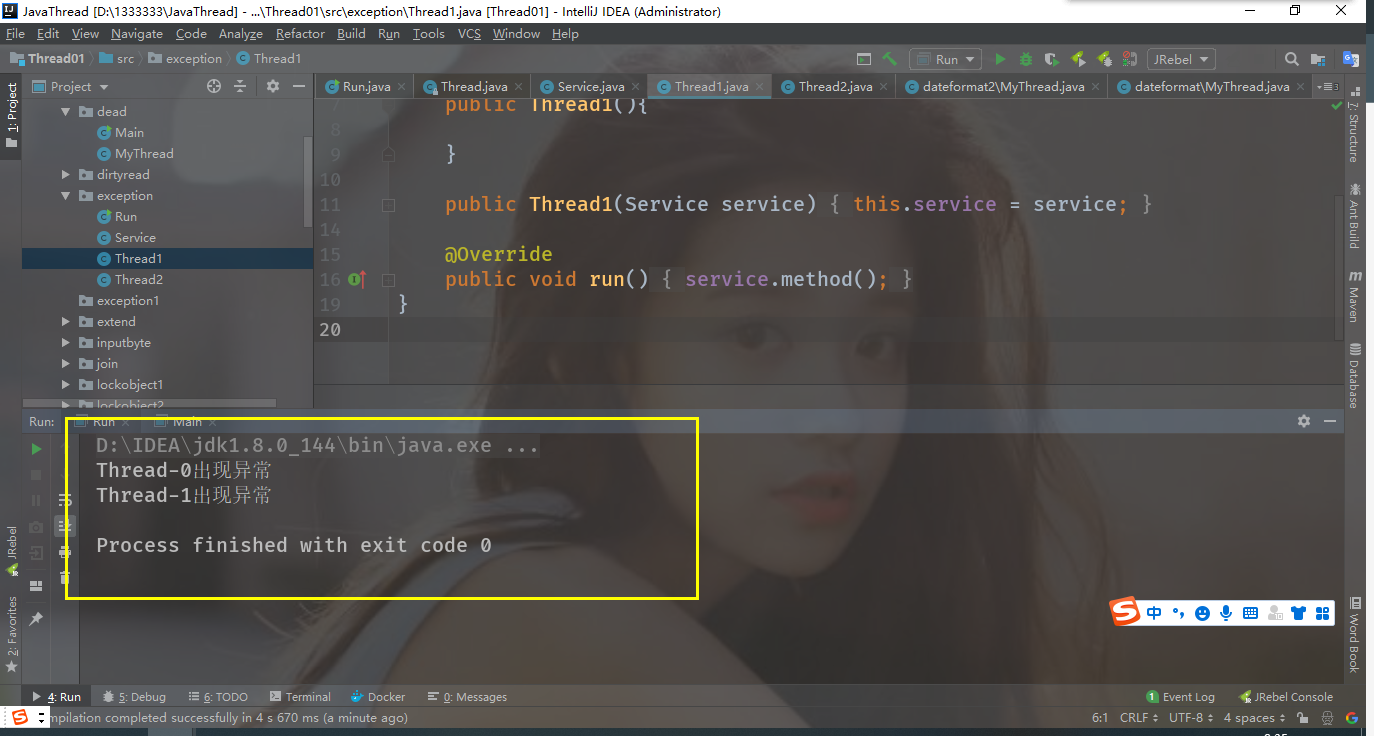 JavaThread [D:\1333333\JavaThread] - ...\Thread01\src\exception\Thread1.java [Thread01] - IntelliJ IDEA (Administrator)
File Edit View Navigate Code Analyze Refactor Build Run Tools VCS Window Help
Thread01 src exception Thread1 Run JRebel
Project
Run.java Thread.java Service.java Thread1.java Thread2.java dateformat2\MyThread.java dateformat\MyThread.java
1: Project
dead
Main
MyThread
dirtyread
exception
Run
Service
Thread1
Thread2
exception1
extend
inputbyte
join
lockobject1
lockobject2
public Thread1(){
8
9 }
10
11 public Thread1(Service service) { this.service = service; }
14
15 @Override
16 public void run() { service.method(); }
19 }
20
7: Structure
Ant Build
Maven
Database
Word Book
Run: Run Main
D:\IDEA\jdk1.8.0_144\bin\java.exe ...
Thread-0出现异常
Thread-1出现异常
Process finished with exit code 0
JRebel
2: Favorites
中
4: Run 5: Debug 6: TODO Terminal Docker 0: Messages 1 Event Log JRebel Console
mpilation completed successfully in 4 s 670 ms (a minute ago) 6:1 CRLF UTF-8 4 spaces